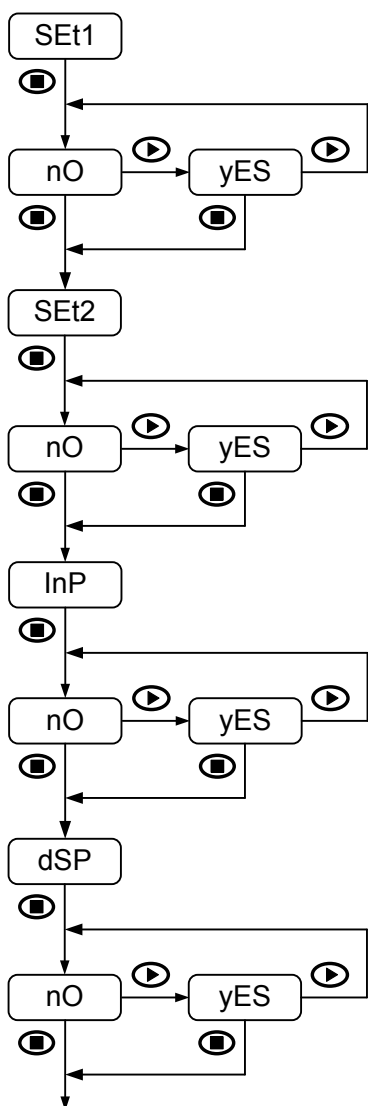 SEt1
nO yES
SEt2
nO yES
InP
nO yES
dSP
nO yES